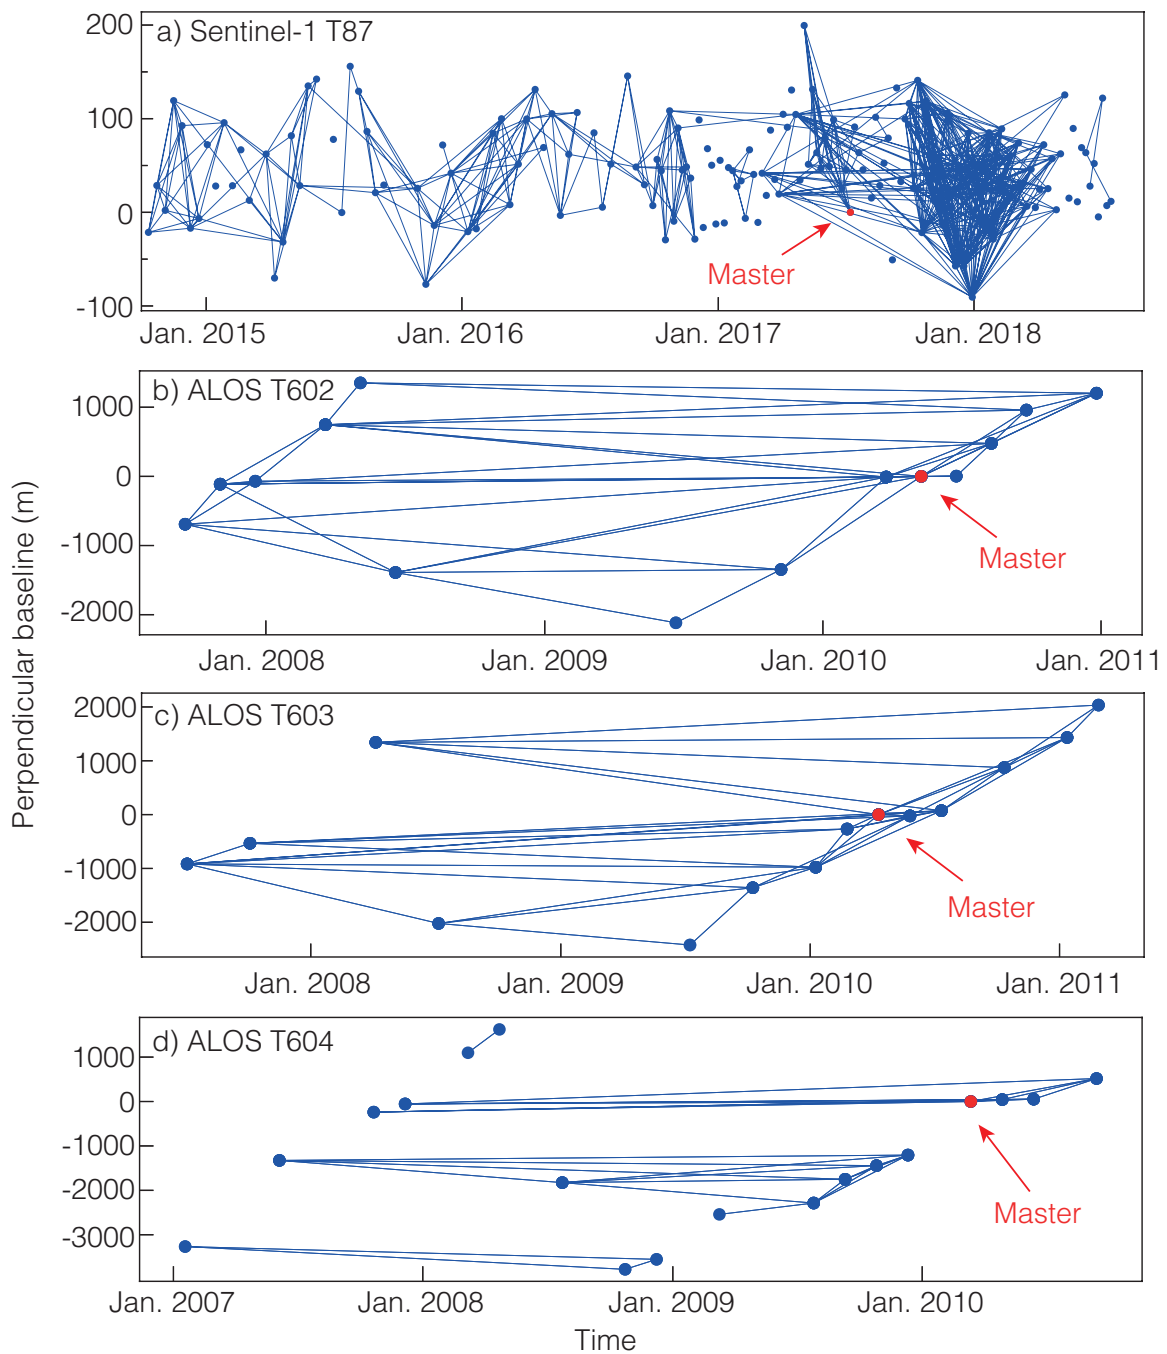 a) Sentinel-1 T87
200
100
0
-100
Master
Jan. 2015
Jan. 2016
Jan. 2017
Jan. 2018
b) ALOS T602
1000
0
-1000
-2000
Master
Jan. 2008
Jan. 2009
Jan. 2010
Jan. 2011
Perpendicular baseline (m)
c) ALOS T603
2000
1000
0
-1000
-2000
Master
Jan. 2008
Jan. 2009
Jan. 2010
Jan. 2011
d) ALOS T604
1000
0
-1000
-2000
-3000
Master
Jan. 2007
Jan. 2008
Jan. 2009
Jan. 2010
Time